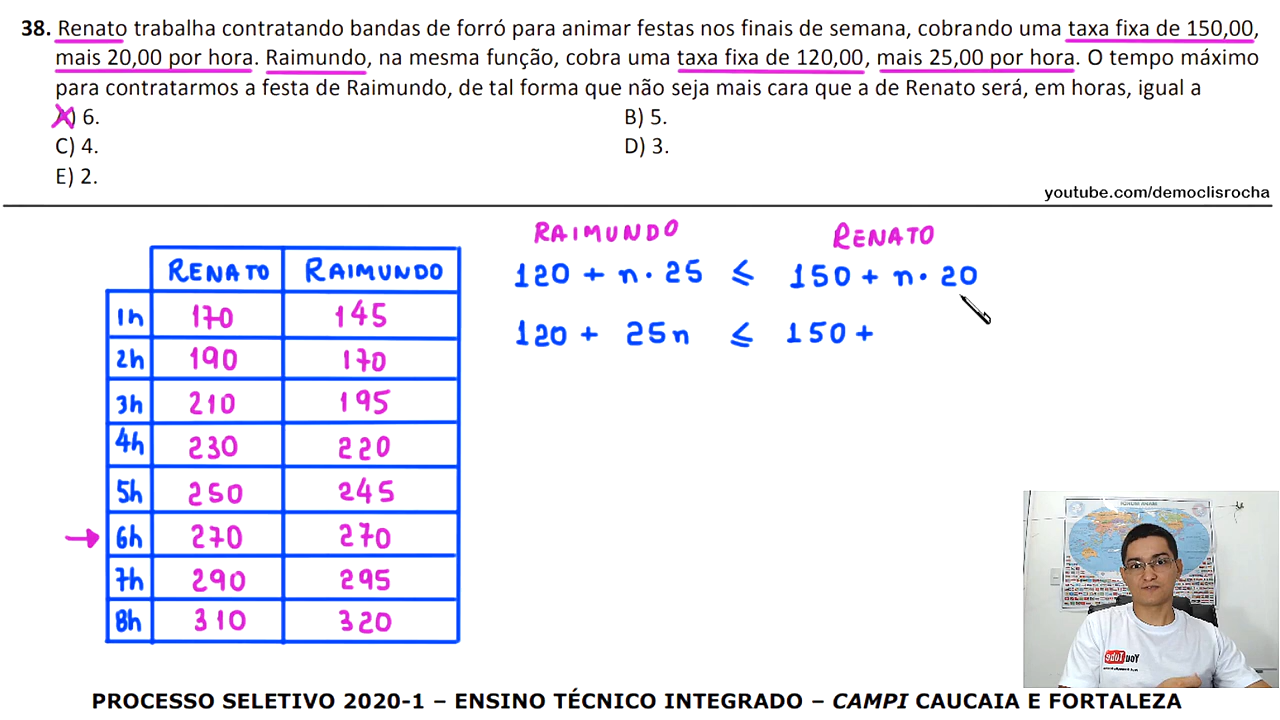 38. Renato trabalha contratando bandas de forró para animar festas nos finais de semana, cobrando uma taxa fixa de 150,00,
mais 20,00 por hora. Raimundo, na mesma função, cobra uma taxa fixa de 120,00, mais 25,00 por hora. O tempo máximo
para contratarmos a festa de Raimundo, de tal forma que não seja mais cara que a de Renato será, em horas, igual a
A) 6.
B) 5.
C) 4.
D) 3.
E) 2.
youtube.com/democlisrocha
RENATO RAIMUNDO
1h 170 145
2h 190 170
3h 210 195
4h 230 220
5h 250 245
→ 6h 270 270
7h 290 295
8h 310 320
RAIMUNDO RENATO
120 + n · 25 ≤ 150 + n · 20
120 + 25n ≤ 150 +
YouTube
PROCESSO SELETIVO 2020-1 – ENSINO TÉCNICO INTEGRADO – CAMPI CAUCAIA E FORTALEZA